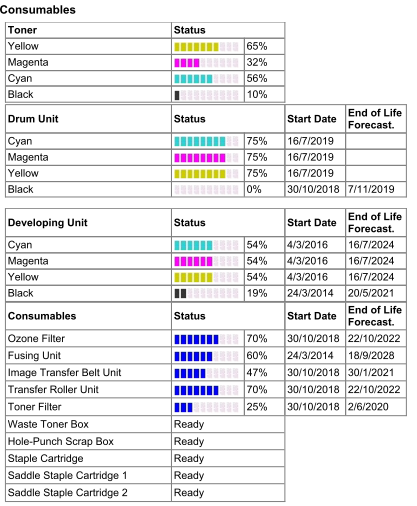 Consumables
Toner Status
Yellow 65%
Magenta 32%
Cyan 56%
Black 10%
Drum Unit Status Start Date End of Life Forecast.
Cyan 75% 16/7/2019
Magenta 75% 16/7/2019
Yellow 75% 16/7/2019
Black 0% 30/10/2018 7/11/2019
Developing Unit Status Start Date End of Life Forecast.
Cyan 54% 4/3/2016 16/7/2024
Magenta 54% 4/3/2016 16/7/2024
Yellow 54% 4/3/2016 16/7/2024
Black 19% 24/3/2014 20/5/2021
Consumables Status Start Date End of Life Forecast.
Ozone Filter 70% 30/10/2018 22/10/2022
Fusing Unit 60% 24/3/2014 18/9/2028
Image Transfer Belt Unit 47% 30/10/2018 30/1/2021
Transfer Roller Unit 70% 30/10/2018 22/10/2022
Toner Filter 25% 30/10/2018 2/6/2020
Waste Toner Box Ready
Hole-Punch Scrap Box Ready
Staple Cartridge Ready
Saddle Staple Cartridge 1 Ready
Saddle Staple Cartridge 2 Ready